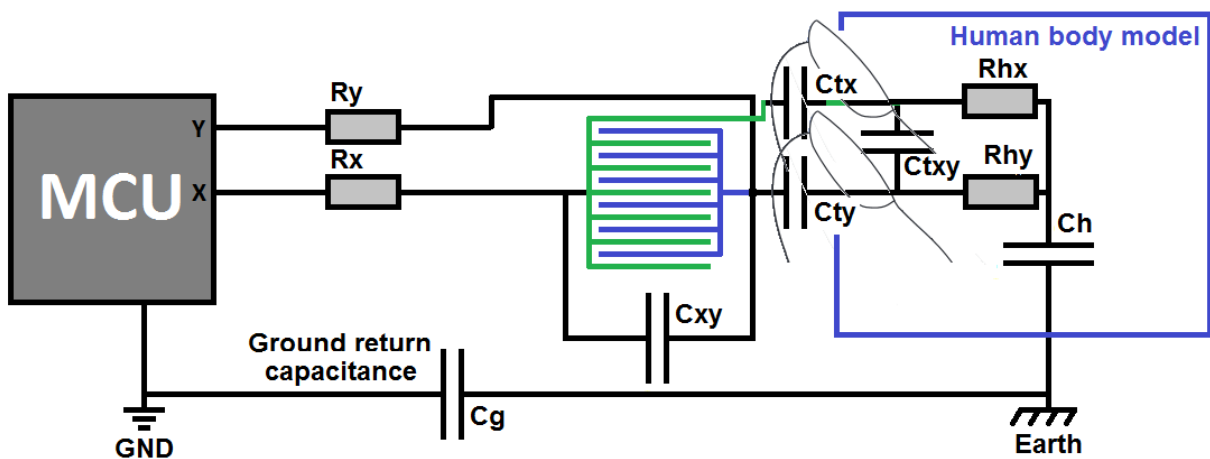 Human body model
Ctx
Rhx
Ry
Y
Rx
Ctxy
Rhy
MCU
X
Cty
Ch
Cxy
Ground return
capacitance
Cg
GND
Earth